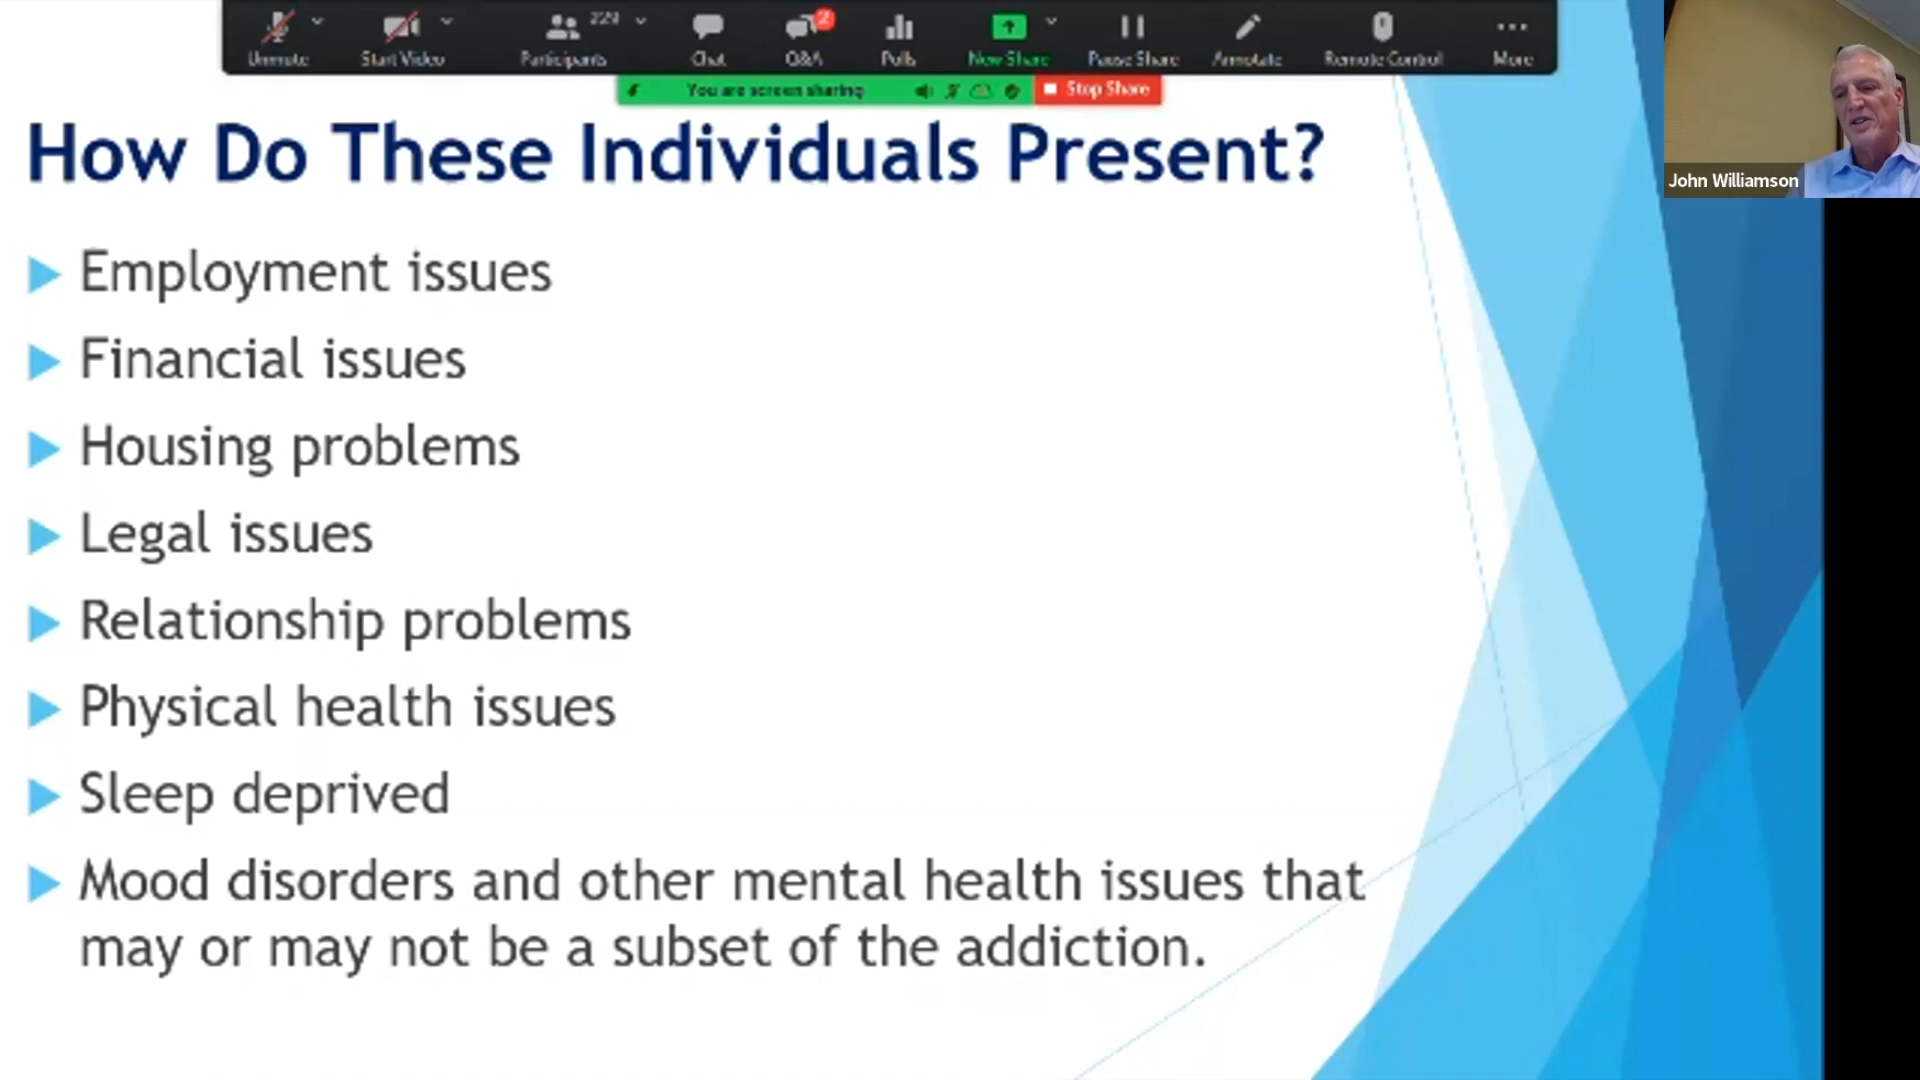 Unmute
Start Video
Participants
229
Chat
Q&A
2
Polls
New Share
Pause Share
Annotate
Remote Control
More
You are screen sharing
Stop Share
John Williamson
How Do These Individuals Present?
Employment issues
Financial issues
Housing problems
Legal issues
Relationship problems
Physical health issues
Sleep deprived
Mood disorders and other mental health issues that
may or may not be a subset of the addiction.